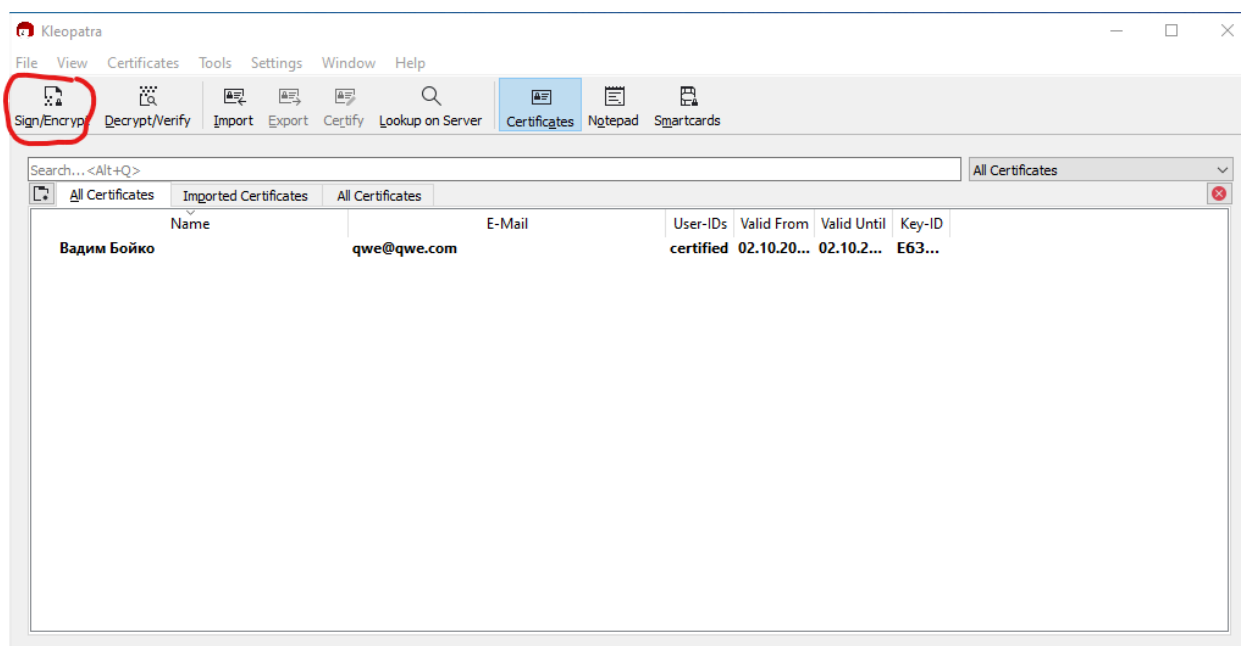 Kleopatra
File View Certificates Tools Settings Window Help
Sign/Encrypt Decrypt/Verify Import Export Certify Lookup on Server Certificates Notepad Smartcards
Search...<Alt+Q> All Certificates
All Certificates Imported Certificates All Certificates
Name E-Mail User-IDs Valid From Valid Until Key-ID
Вадим Бойко qwe@qwe.com certified 02.10.20... 02.10.2... E63...